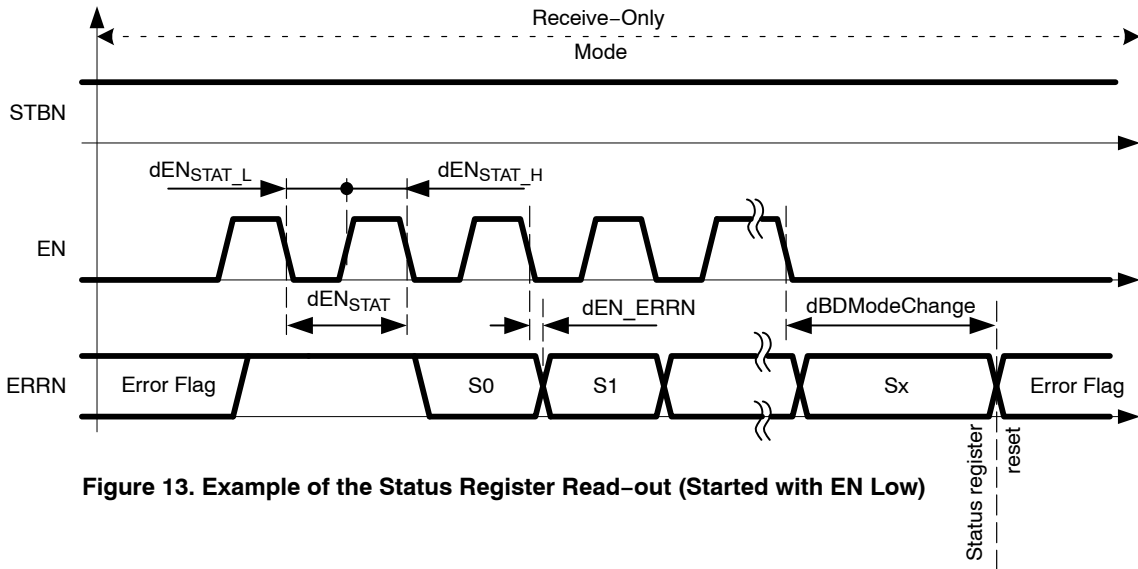 Receive−Only
Mode
STBN
dENSTAT_L
dENSTAT_H
EN
dENSTAT
dEN_ERRN
dBDModeChange
ERRN
Error Flag
S0
S1
Sx
Error Flag
Status register
reset
Figure 13. Example of the Status Register Read−out (Started with EN Low)